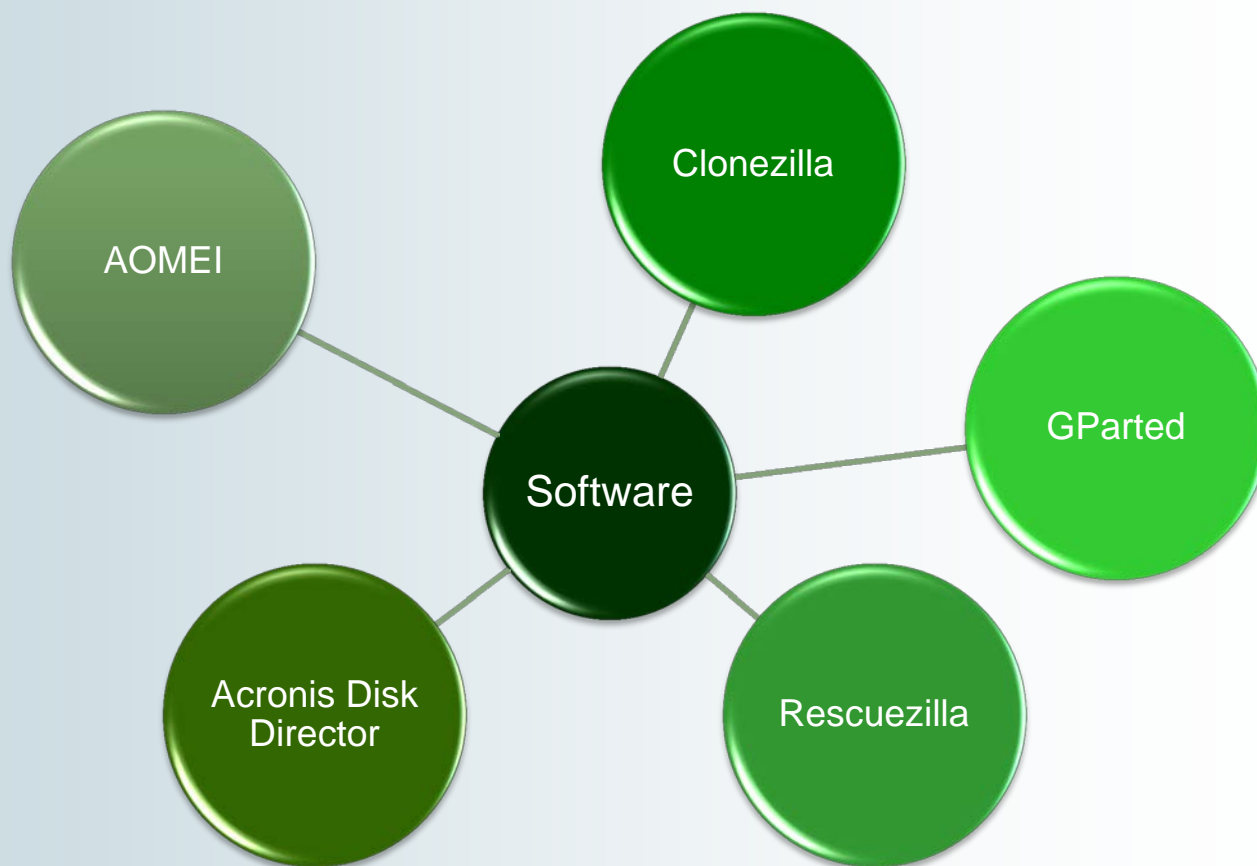 Clonezilla
AOMEI
GParted
Software
Acronis Disk
Director
Rescuezilla